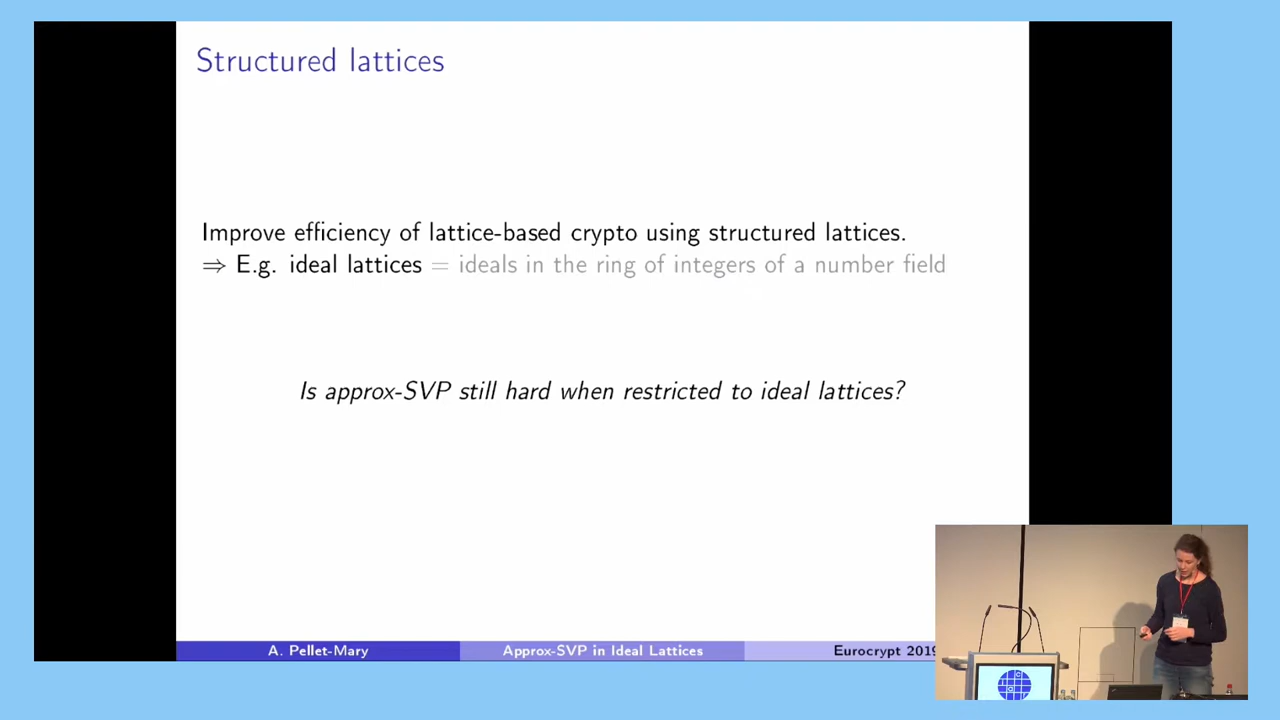 Structured lattices
Improve efficiency of lattice-based crypto using structured lattices.
⇒ E.g. ideal lattices = ideals in the ring of integers of a number field
Is approx-SVP still hard when restricted to ideal lattices?
A. Pellet-Mary
Approx-SVP in Ideal Lattices
Eurocrypt 2019